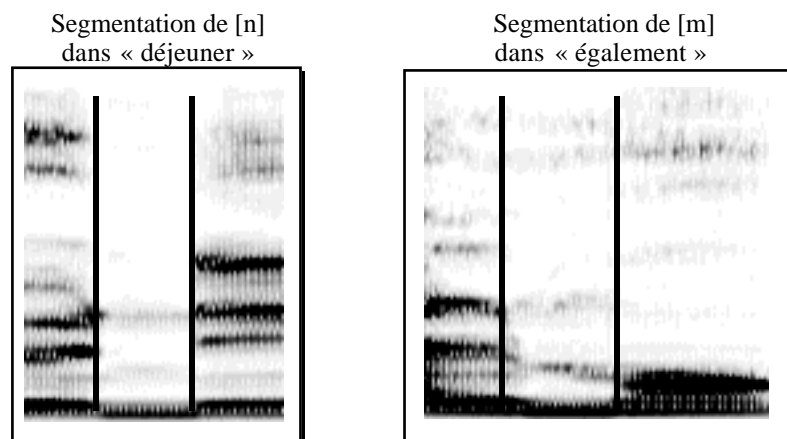 Segmentation de [n]
dans « déjeuner »
Segmentation de [m]
dans « également »